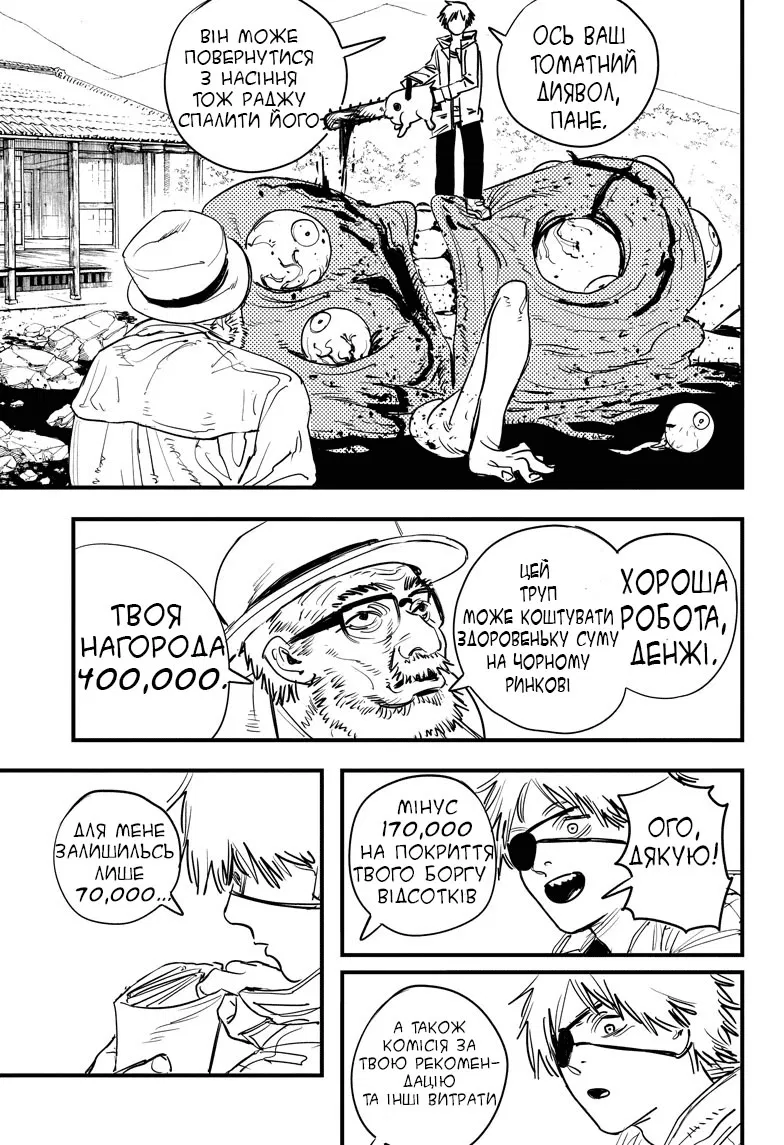 ОСЬ ВАШ
ТОМАТНИЙ
ДИЯВОЛ,
ПАНЕ.
ВІН МОЖЕ
ПОВЕРНУТИСЯ
З НАСІННЯ
ТОЖ РАДЖУ
СПАЛИТИ ЙОГО
ХОРОША
РОБОТА,
ДЕНЖІ.
ЦЕЙ
ТРУП
МОЖЕ КОШТУВАТИ
ЗДОРОВЕНЬКУ СУМУ
НА ЧОРНОМУ
РИНКОВІ
ТВОЯ
НАГОРОДА
400,000.
ОГО,
ДЯКУЮ!
МІНУС
170,000
НА ПОКРИТТЯ
ТВОГО БОРГУ
ВІДСОТКІВ
А ТАКОЖ
КОМІСІЯ ЗА
ТВОЮ РЕКОМЕН-
ДАЦІЮ
ТА ІНШІ ВИТРАТИ
ДЛЯ МЕНЕ
ЗАЛИШИЛЬСЬ
ЛИШЕ
70,000...